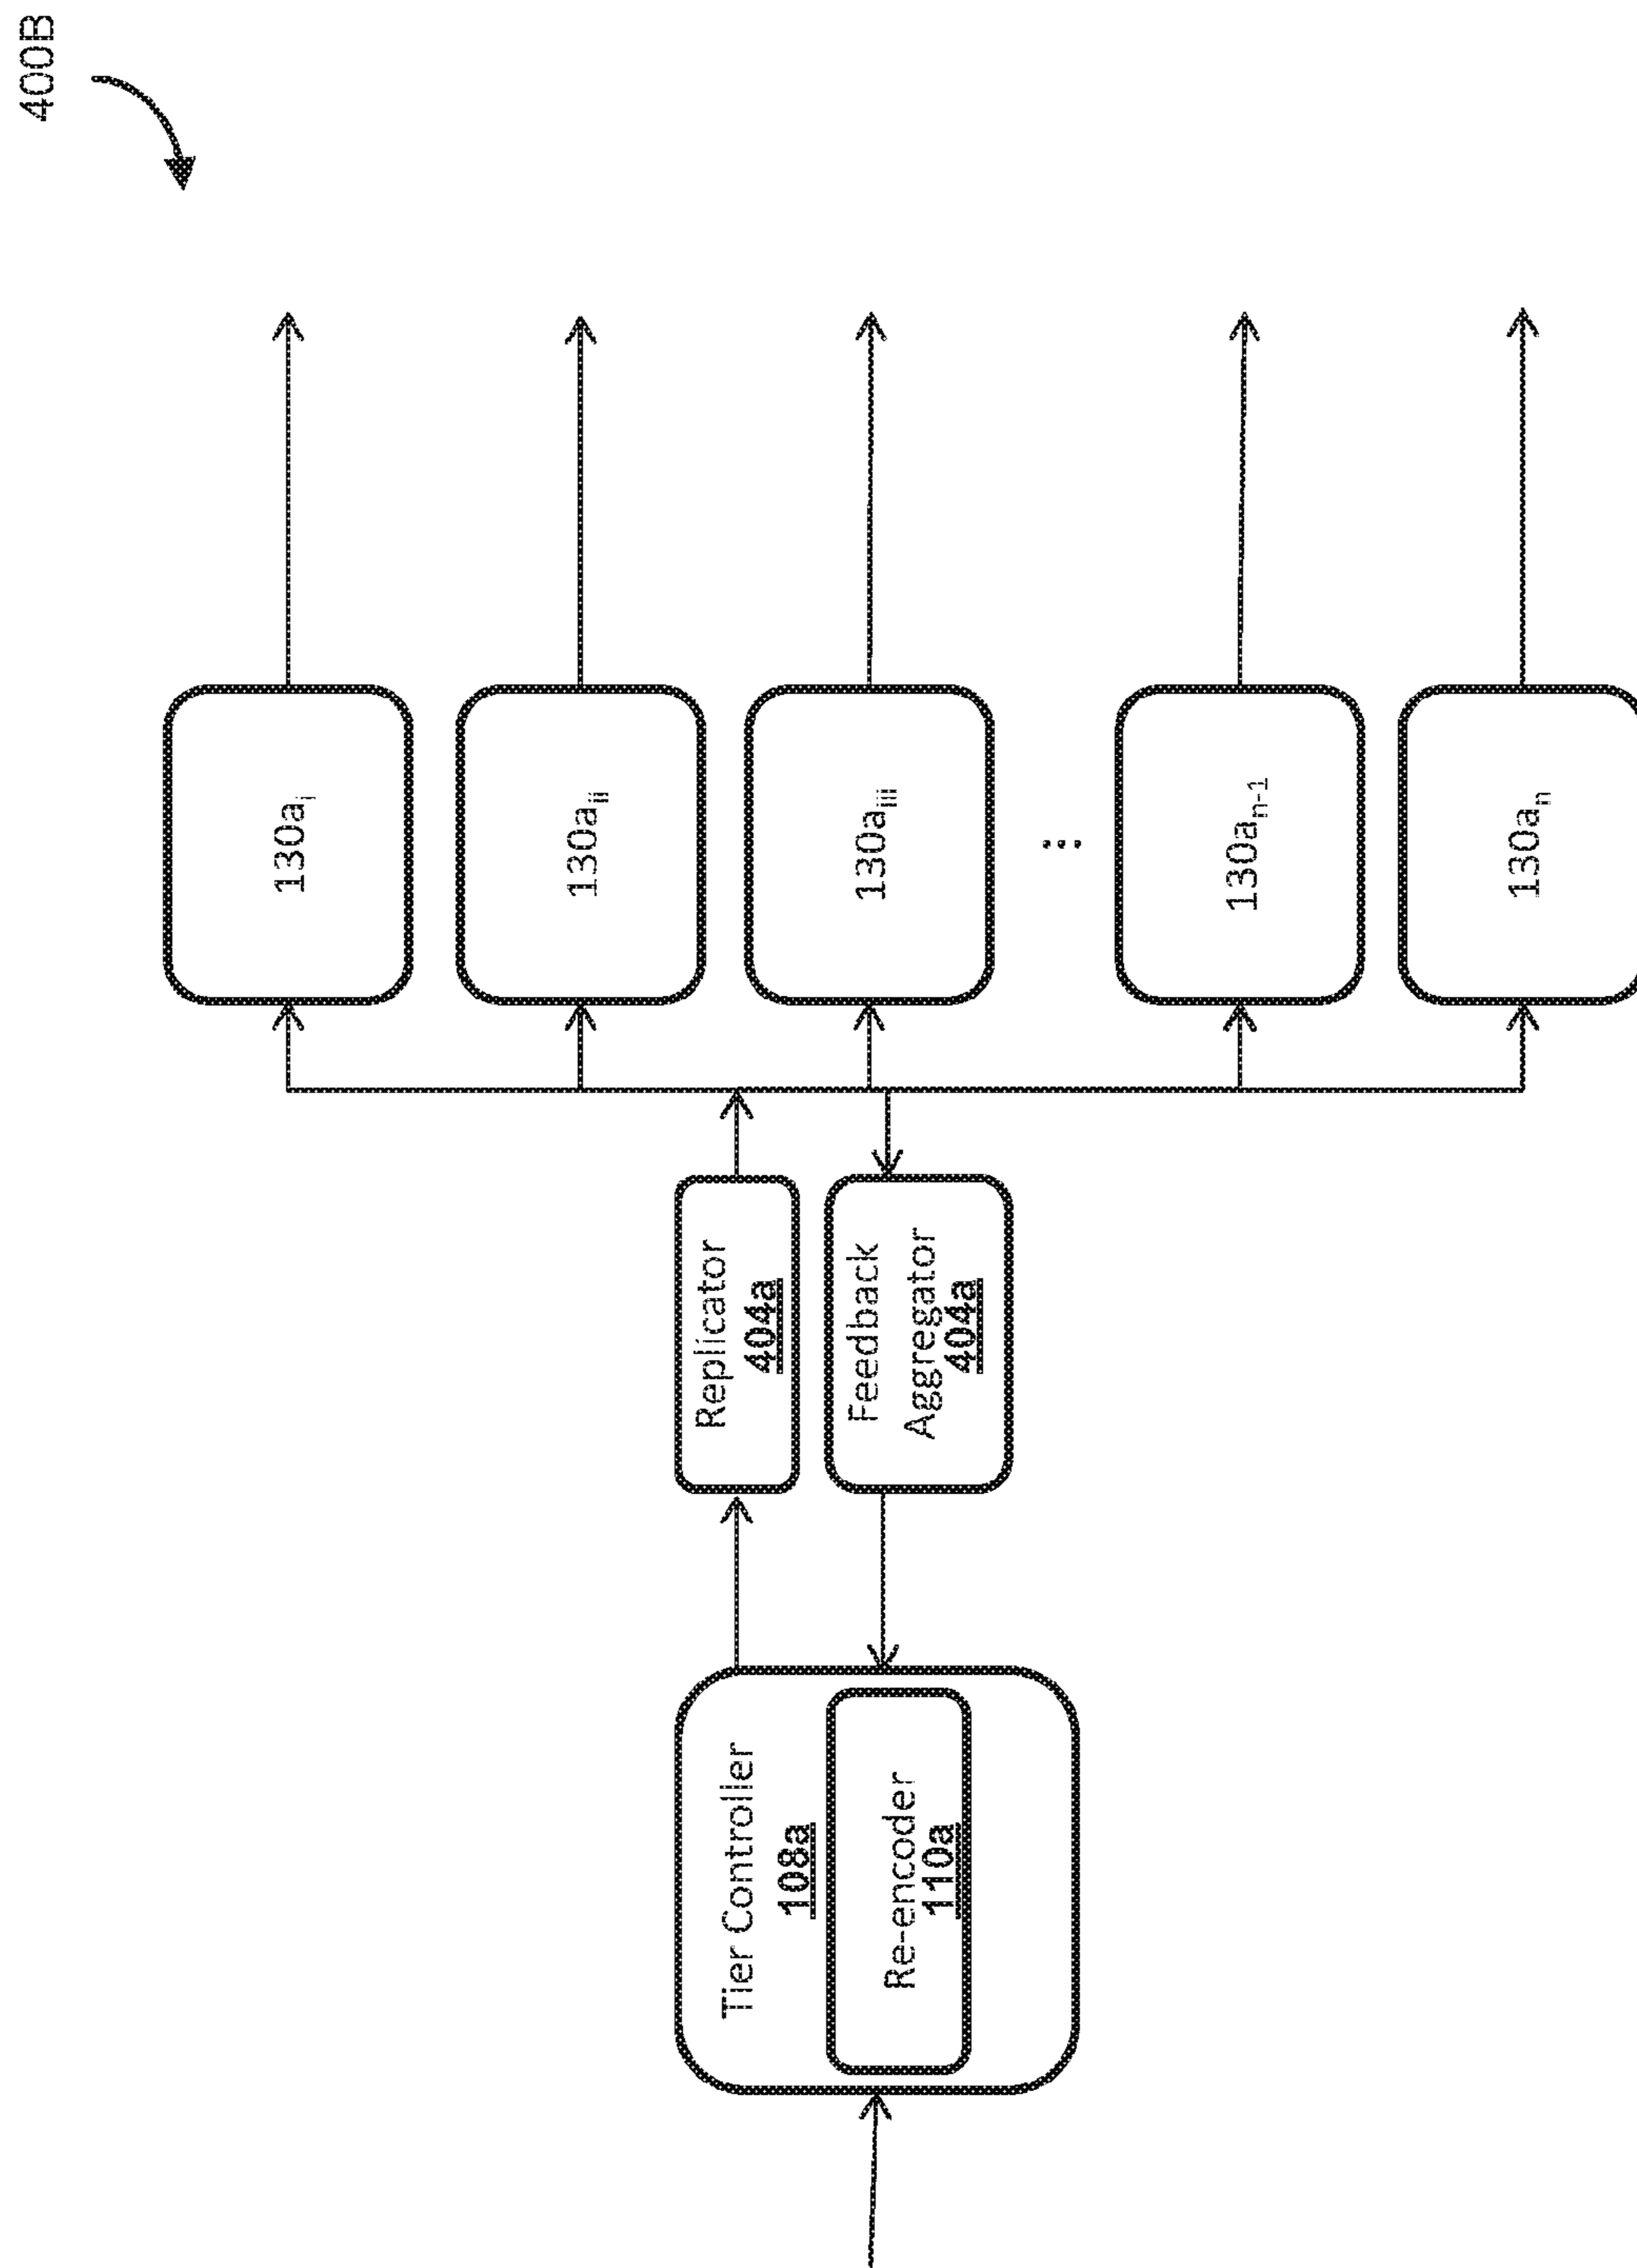 400B
Tier Controller
108a
Re-encoder
110a
Replicator
404a
Feedback
Aggregator
404a
130aᵢ
130aᵢᵢ
130aᵢᵢᵢ
...
130aₙ₋₁
130aₙ